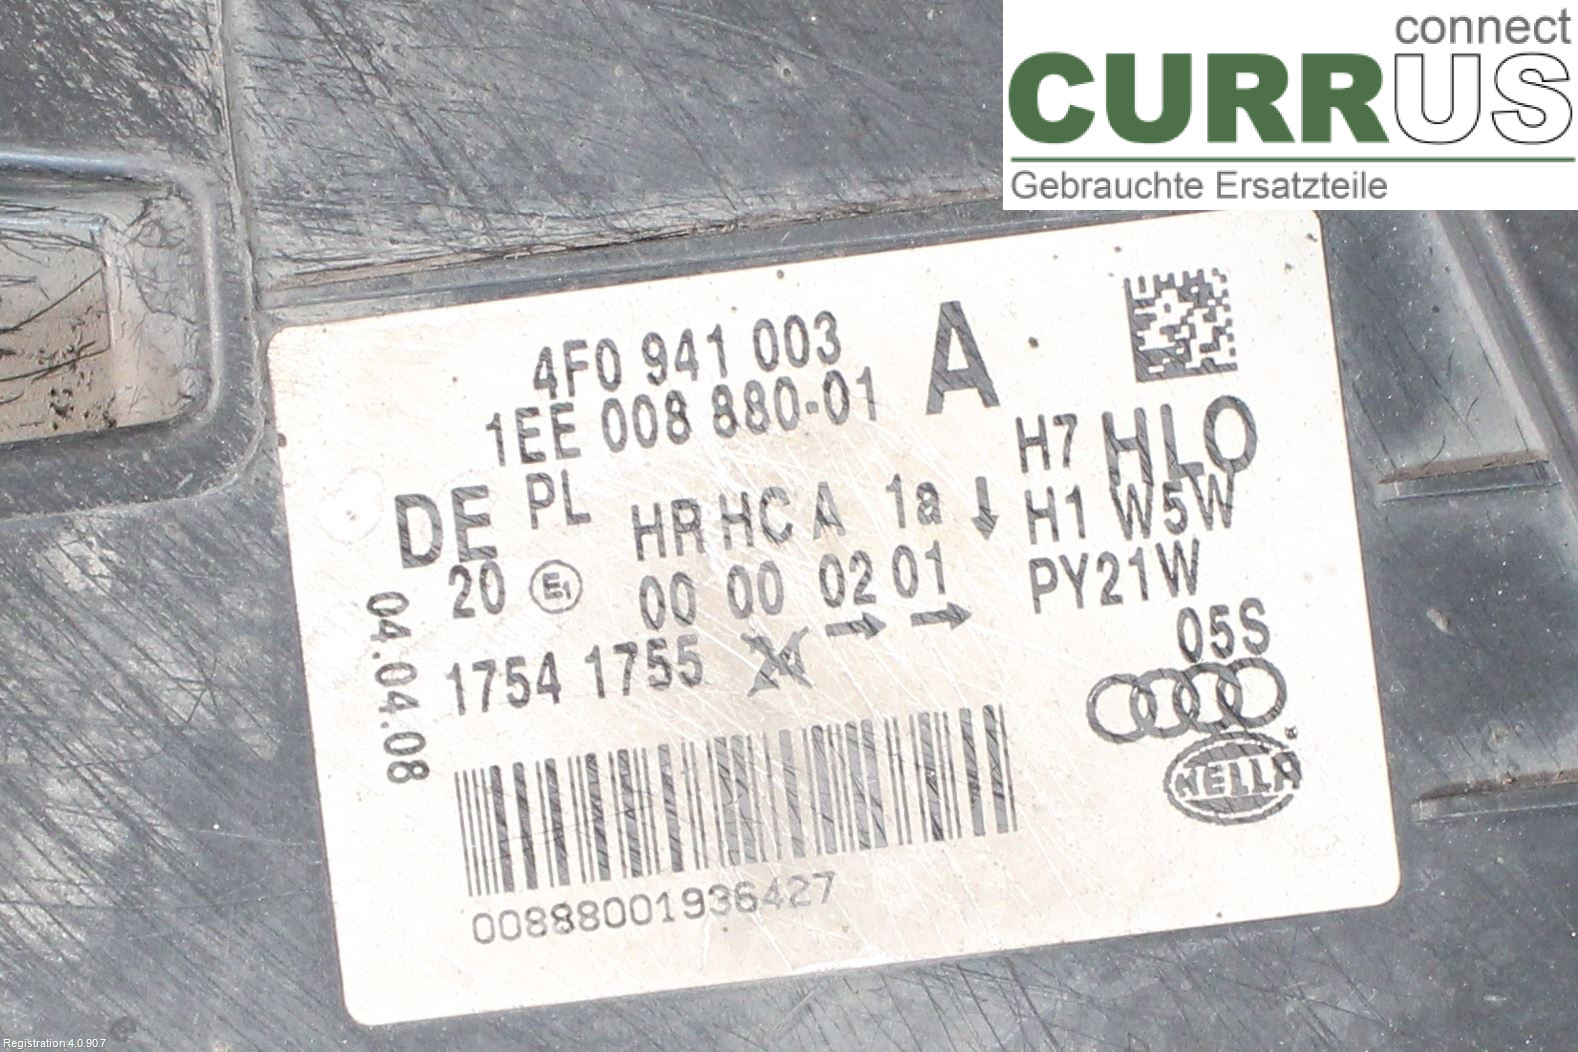 connect
CURRUS
Gebrauchte Ersatzteile
4F0 941 003 A
1EE 008 880-01
H7 HLO
DE PL HR HC A 1a H1 W5W
20 E1 00 00 02 01 PY21W
04.04.08
1754 1755
05S
HELLA ®
00888001936427
Registration 4.0.90.7